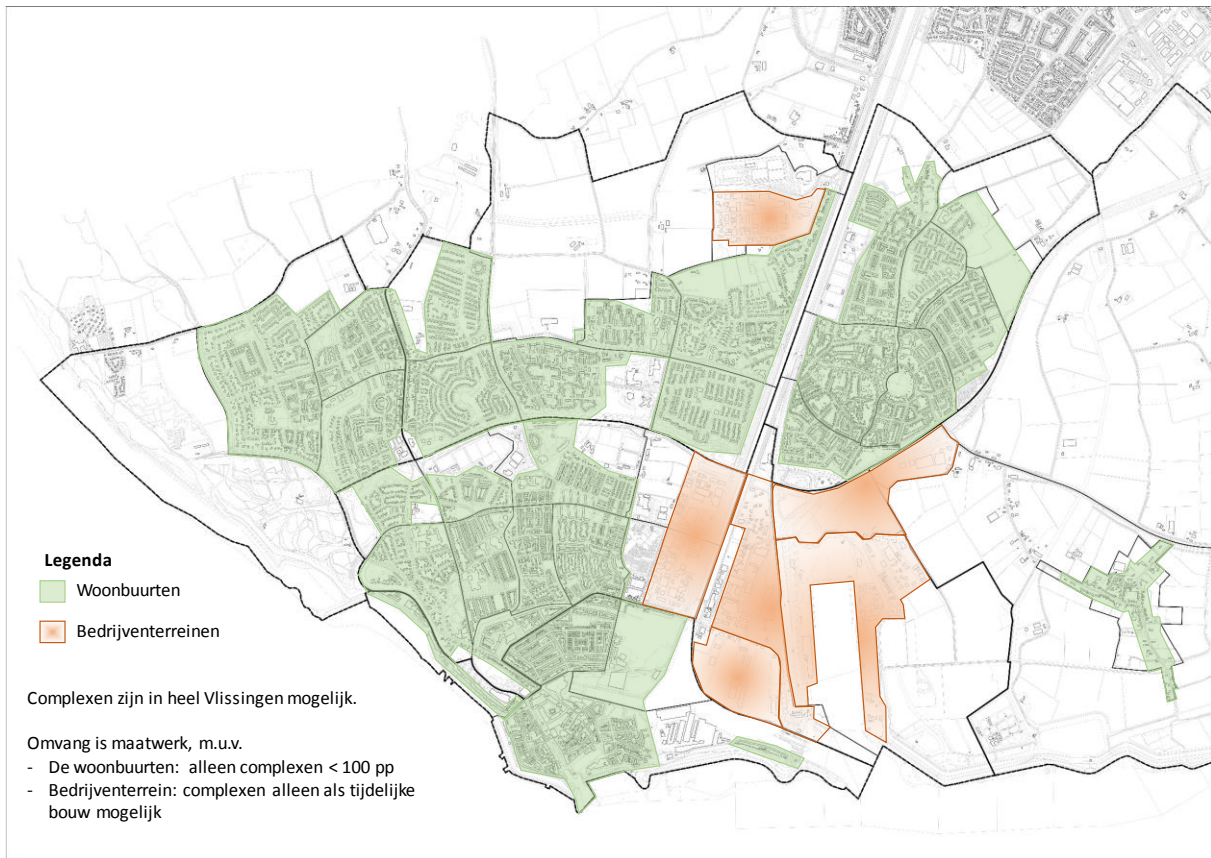 Legenda
Woonbuurten
Bedrijventerreinen
Complexen zijn in heel Vlissingen mogelijk.
Omvang is maatwerk, m.u.v.
- De woonbuurten: alleen complexen < 100 pp
- Bedrijventerrein: complexen alleen als tijdelijke
bouw mogelijk